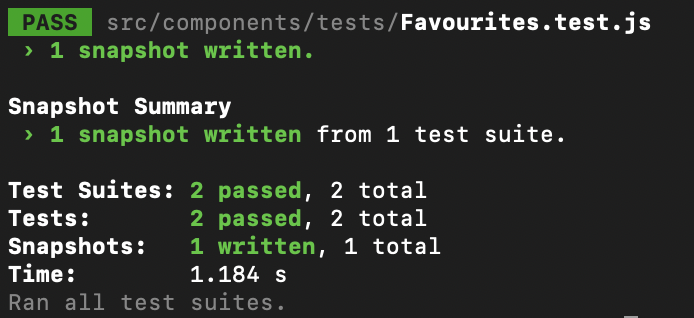 PASS src/components/tests/Favourites.test.js
› 1 snapshot written.
Snapshot Summary
› 1 snapshot written from 1 test suite.
Test Suites: 2 passed, 2 total
Tests: 2 passed, 2 total
Snapshots: 1 written, 1 total
Time: 1.184 s
Ran all test suites.